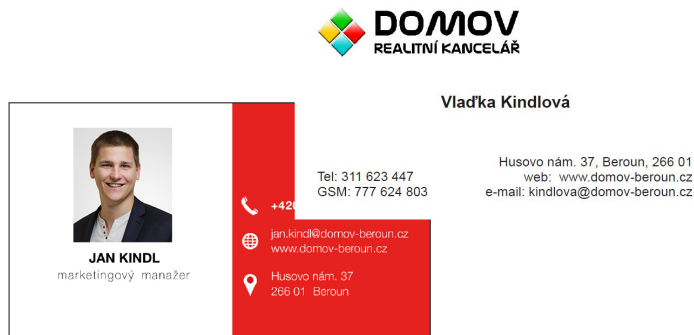 DOMOV
REALITNÍ KANCELÁŘ
Vlaďka Kindlová
Husovo nám. 37, Beroun, 266 01
Tel: 311 623 447
web: www.domov-beroun.cz
GSM: 777 624 803
e-mail: kindlova@domov-beroun.cz
JAN KINDL
marketingový manažer
+420
jan.kindl@domov-beroun.cz
www.domov-beroun.cz
Husovo nám. 37
266 01 Beroun